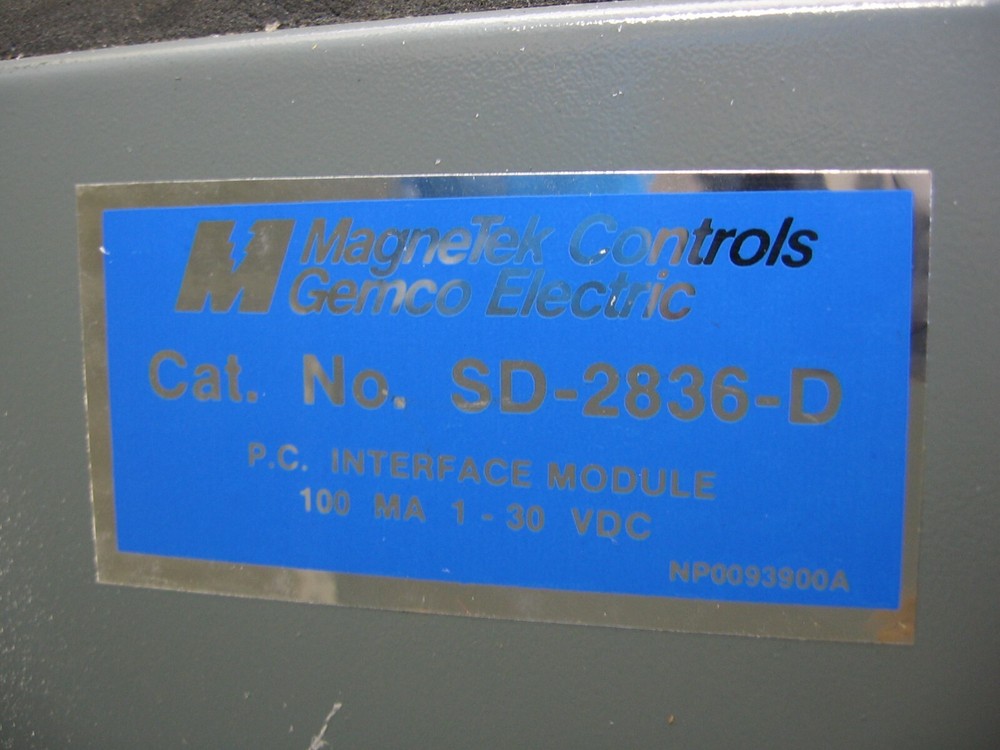 MagneTek Controls
Gemco Electric
Cat. No. SD-2836-D
P.C. INTERFACE MODULE
100 MA 1 - 30 VDC
NP0093900A